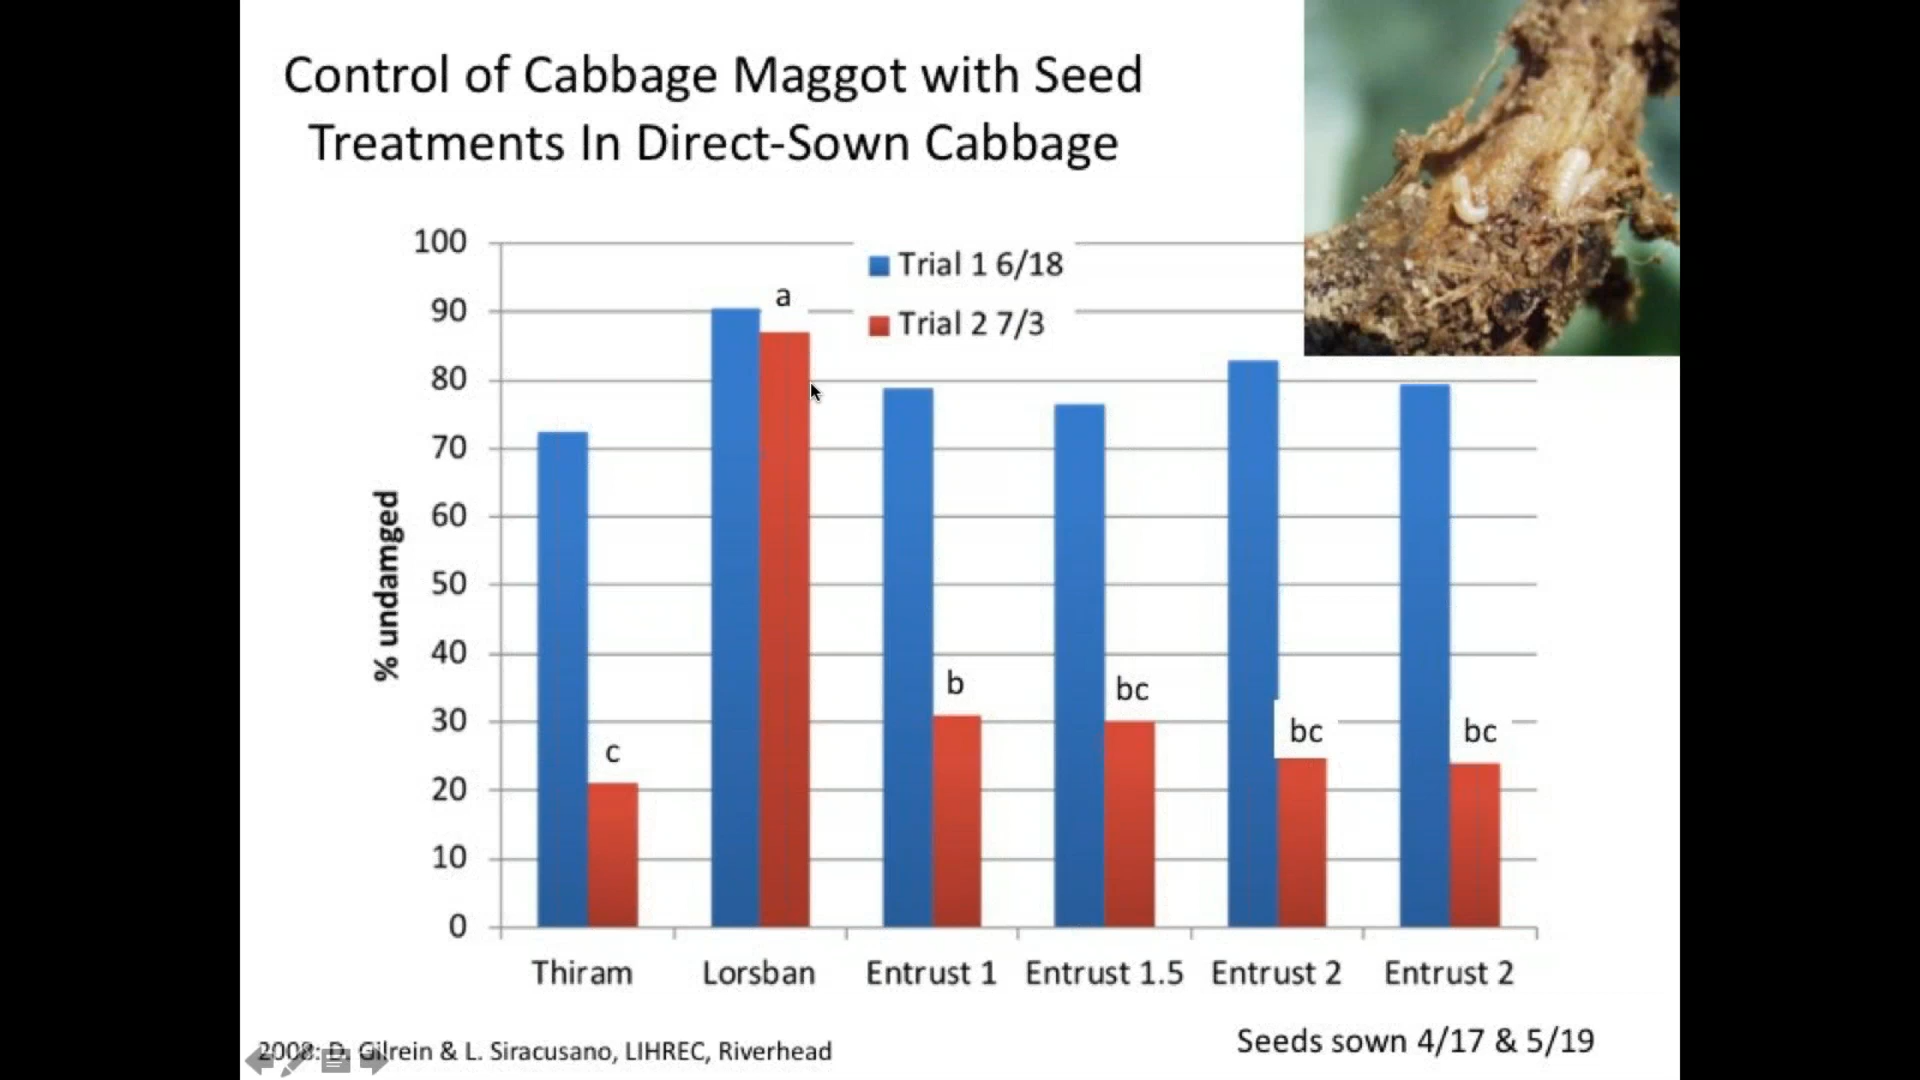 Control of Cabbage Maggot with Seed
Treatments In Direct-Sown Cabbage
Trial 1 6/18
Trial 2 7/3
% undamged
100
90
80
70
60
50
40
30
20
10
0
c
a
b
bc
bc
bc
Thiram
Lorsban
Entrust 1
Entrust 1.5
Entrust 2
Entrust 2
Seeds sown 4/17 & 5/19
2008: D. Gilrein & L. Siracusano, LIHREC, Riverhead